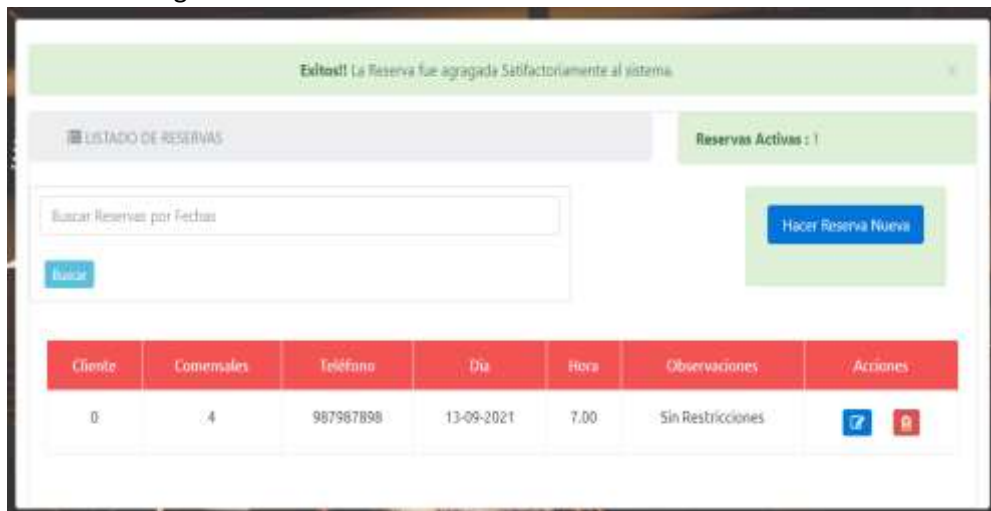 Exitos!! La Reserva fue agragada Satifactoriamente al sistema.
LISTADO DE RESERVAS
Reservas Activas : 1
Buscar Reservas por Fechas
Hacer Reserva Nueva
Buscar
Cliente Comensales Teléfono Día Hora Observaciones Acciones
0 4 987987898 13-09-2021 7.00 Sin Restricciones